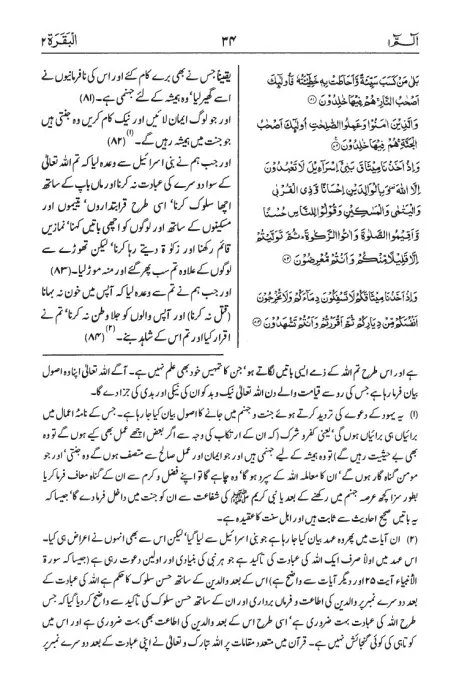 البقرة ۲
۳۴
الم ۱
بَلٰى مَنْ كَسَبَ سَيِّئَةً وَّاَحَاطَتْ بِهٖ خَطِيْٓئَتُهٗ فَاُولٰٓئِكَ
اَصْحٰبُ النَّارِ هُمْ فِيْهَا خٰلِدُوْنَ ۝۸۱
وَالَّذِيْنَ اٰمَنُوْا وَعَمِلُوا الصّٰلِحٰتِ اُولٰٓئِكَ اَصْحٰبُ
الْجَنَّةِ هُمْ فِيْهَا خٰلِدُوْنَ ۝۸۲
وَاِذْ اَخَذْنَا مِيْثَاقَ بَنِيْٓ اِسْرَآءِيْلَ لَا تَعْبُدُوْنَ
اِلَّا اللّٰهَ وَبِالْوَالِدَيْنِ اِحْسَانًا وَّذِي الْقُرْبٰى
وَالْيَتٰمٰى وَالْمَسٰكِيْنِ وَقُوْلُوْا لِلنَّاسِ حُسْنًا
وَّاَقِيْمُوا الصَّلٰوةَ وَاٰتُوا الزَّكٰوةَ ثُمَّ تَوَلَّيْتُمْ
اِلَّا قَلِيْلًا مِّنْكُمْ وَاَنْتُمْ مُّعْرِضُوْنَ ۝۸۳
وَاِذْ اَخَذْنَا مِيْثَاقَكُمْ لَا تَسْفِكُوْنَ دِمَآءَكُمْ وَلَا تُخْرِجُوْنَ
اَنْفُسَكُمْ مِّنْ دِيَارِكُمْ ثُمَّ اَقْرَرْتُمْ وَاَنْتُمْ تَشْهَدُوْنَ ۝۸۴
یقیناً جس نے بھی برے کام کئے اور اس کی نافرمانیوں نے
اسے گھیر لیا' وہ ہمیشہ کے لئے جہنمی ہے۔ (۸۱)
اور جو لوگ ایمان لائیں اور نیک کام کریں وہ جنتی ہیں
جو جنت میں ہمیشہ رہیں گے۔ (۱) (۸۲)
اور جب ہم نے بنی اسرائیل سے وعدہ لیا کہ تم اللہ تعالیٰ
کے سوا دوسرے کی عبادت نہ کرنا اور ماں باپ کے ساتھ
اچھا سلوک کرنا' اسی طرح قرابتداروں' یتیموں اور
مسکینوں کے ساتھ اور لوگوں کو اچھی باتیں کہنا' نمازیں
قائم رکھنا اور زکوٰۃ دیتے رہا کرنا' لیکن تھوڑے سے
لوگوں کے علاوہ تم سب پھر گئے اور منہ موڑ لیا۔ (۸۳)
اور جب ہم نے تم سے وعدہ لیا کہ آپس میں خون نہ بہانا
(قتل نہ کرنا) اور آپس والوں کو جلا وطن نہ کرنا' تم نے
اقرار کیا اور تم اس کے شاہد بنے۔ (۲) (۸۴)
ہے اور اس طرح تم اللہ کے ذمے ایسی باتیں لگاتے ہو' جن کا تمہیں خود بھی علم نہیں ہے۔ آگے اللہ تعالیٰ اپنا وہ اصول
بیان فرما رہا ہے جس کی رو سے قیامت والے دن اللہ تعالیٰ نیک و بد کو ان کی نیکی اور بدی کی جزا دے گا۔
(۱) یہ یہود کے دعوے کی تردید کرتے ہوئے جنت و جہنم میں جانے کا اصول بیان کیا جا رہا ہے۔ جس کے نامۂ اعمال میں
برائیاں ہی برائیاں ہوں گی' یعنی کفر و شرک (کہ ان کے ارتکاب کی وجہ سے اگر بعض اچھے عمل بھی کیے ہوں گے تو وہ
بھی بے حیثیت رہیں گے) تو وہ ہمیشہ کے لیے جہنمی ہیں اور جو ایمان اور عمل صالح سے متصف ہوں گے وہ جنتی' اور جو
مومن گناہ گار ہوں گے' ان کا معاملہ اللہ کے سپرد ہو گا' وہ چاہے گا تو اپنے فضل و کرم سے ان کے گناہ معاف فرما کر یا
بطور سزا کچھ عرصہ جہنم میں رکھنے کے بعد یا نبی کریم ﷺ کی شفاعت سے ان کو جنت میں داخل فرما دے گا' جیسا کہ
یہ باتیں صحیح احادیث سے ثابت ہیں اور اہل سنت کا عقیدہ ہے۔
(۲) ان آیات میں پھر وہ عہد بیان کیا جا رہا ہے جو بنی اسرائیل سے لیا گیا' لیکن اس سے بھی انہوں نے اعراض ہی کیا۔
اس عہد میں اولاً صرف ایک اللہ کی عبادت کی تاکید ہے جو ہر نبی کی بنیادی اور اولین دعوت رہی ہے (جیسا کہ سورۃ
الأنبیاء آیت ۲۵ اور دیگر آیات سے واضح ہے) اس کے بعد والدین کے ساتھ حسن سلوک کا حکم ہے اللہ کی عبادت کے
بعد دوسرے نمبر پر والدین کی اطاعت و فرماں برداری اور ان کے ساتھ حسن سلوک کی تاکید سے واضح کر دیا گیا کہ جس
طرح اللہ کی عبادت بہت ضروری ہے' اسی طرح اس کے بعد والدین کی اطاعت بھی بہت ضروری ہے اور اس میں
کوتاہی کی کوئی گنجائش نہیں ہے۔ قرآن میں متعدد مقامات پر اللہ تبارک و تعالیٰ نے اپنی عبادت کے بعد دوسرے نمبر پر